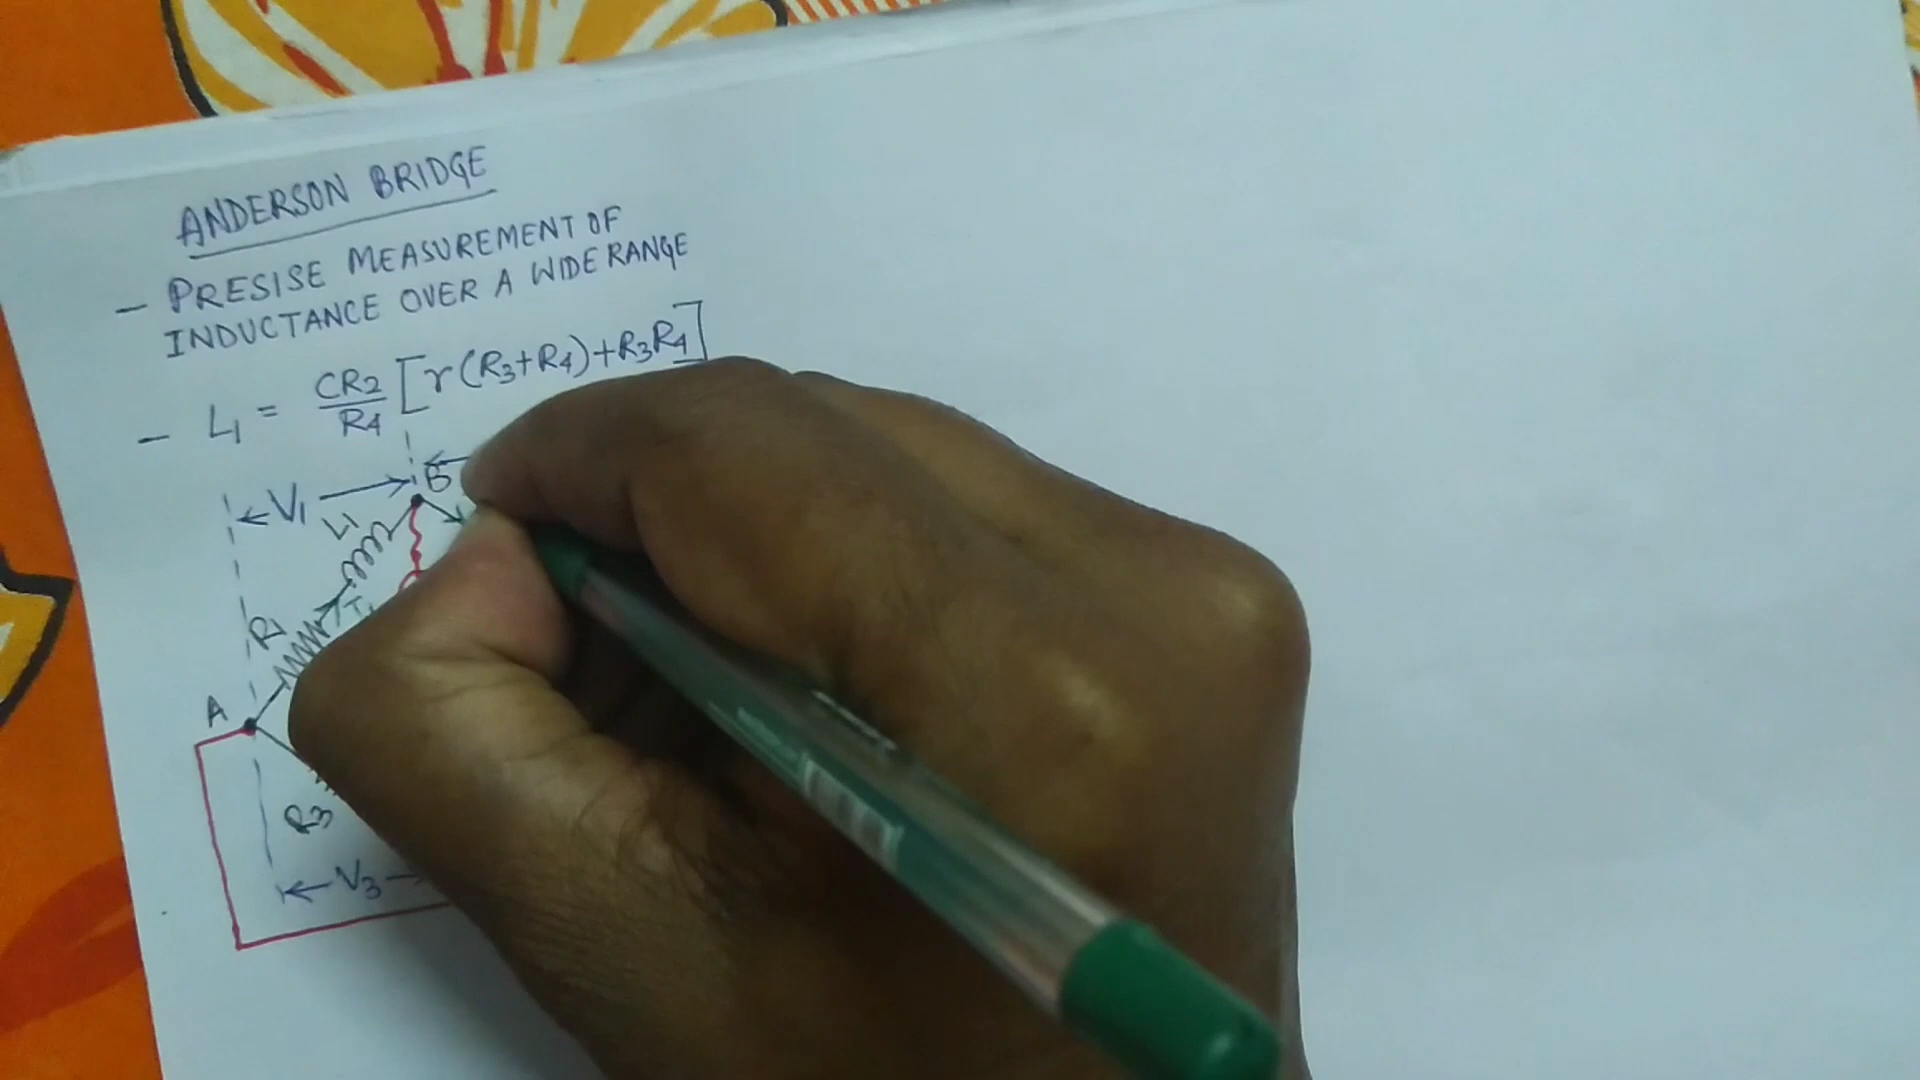 ANDERSON BRIDGE
- PRESISE MEASUREMENT OF
INDUCTANCE OVER A WIDE RANGE
- L1 = CR2/R4 [r(R3+R4)+R3R4]
B
V1
L1
I1
R1
A
R3
V3